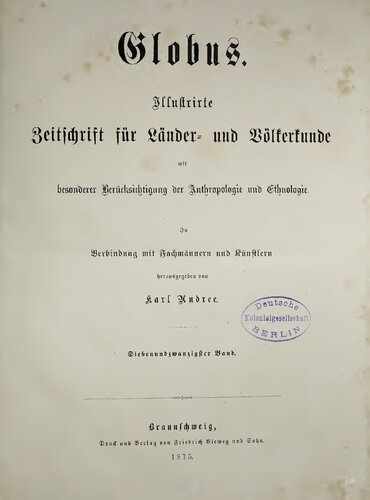 Globus.
Illustrirte
Zeitschrift für Länder- und Völkerkunde
mit
besonderer Berücksichtigung der Anthropologie und Ethnologie.
In
Verbindung mit Fachmännern und Künstlern
herausgegeben von
Karl Andree.
Deutsche
Kolonialgesellschaft
BERLIN
Siebenundzwanzigster Band.
Braunschweig,
Druck und Verlag von Friedrich Vieweg und Sohn.
1875.